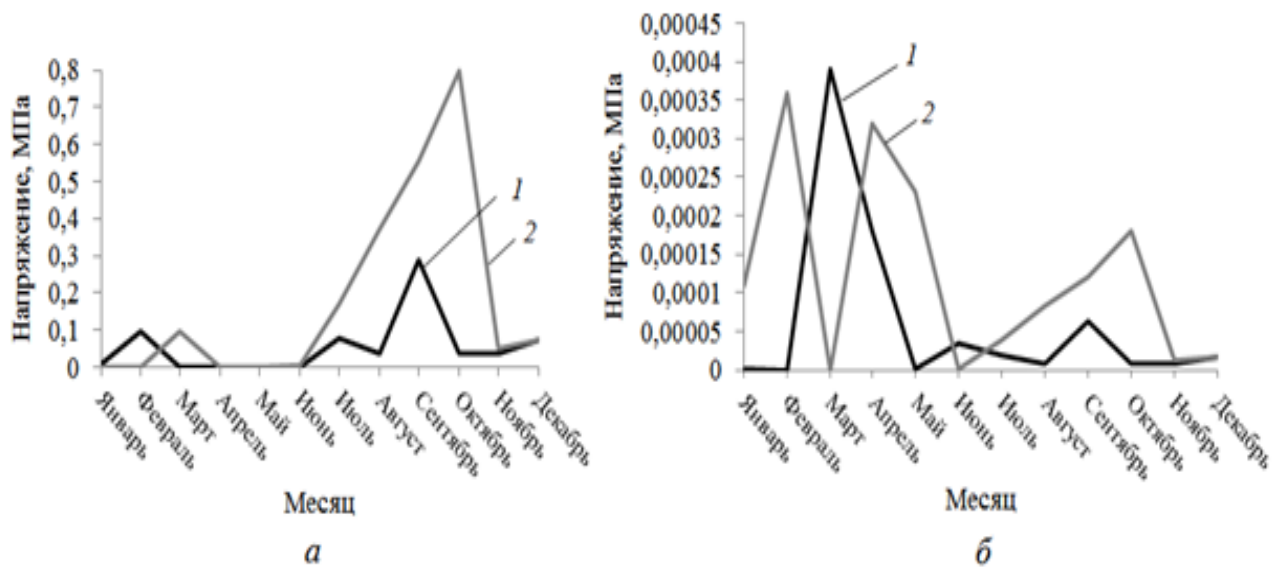 Напряжение, МПа
0,8
0,7
0,6
0,5
0,4
0,3
0,2
0,1
0
1
2
Январь
Февраль
Март
Апрель
Май
Июнь
Июль
Август
Сентябрь
Октябрь
Ноябрь
Декабрь
Месяц
а
Напряжение, МПа
0,00045
0,0004
0,00035
0,0003
0,00025
0,0002
0,00015
0,0001
0,00005
0
1
2
Январь
Февраль
Март
Апрель
Май
Июнь
Июль
Август
Сентябрь
Октябрь
Ноябрь
Декабрь
Месяц
б